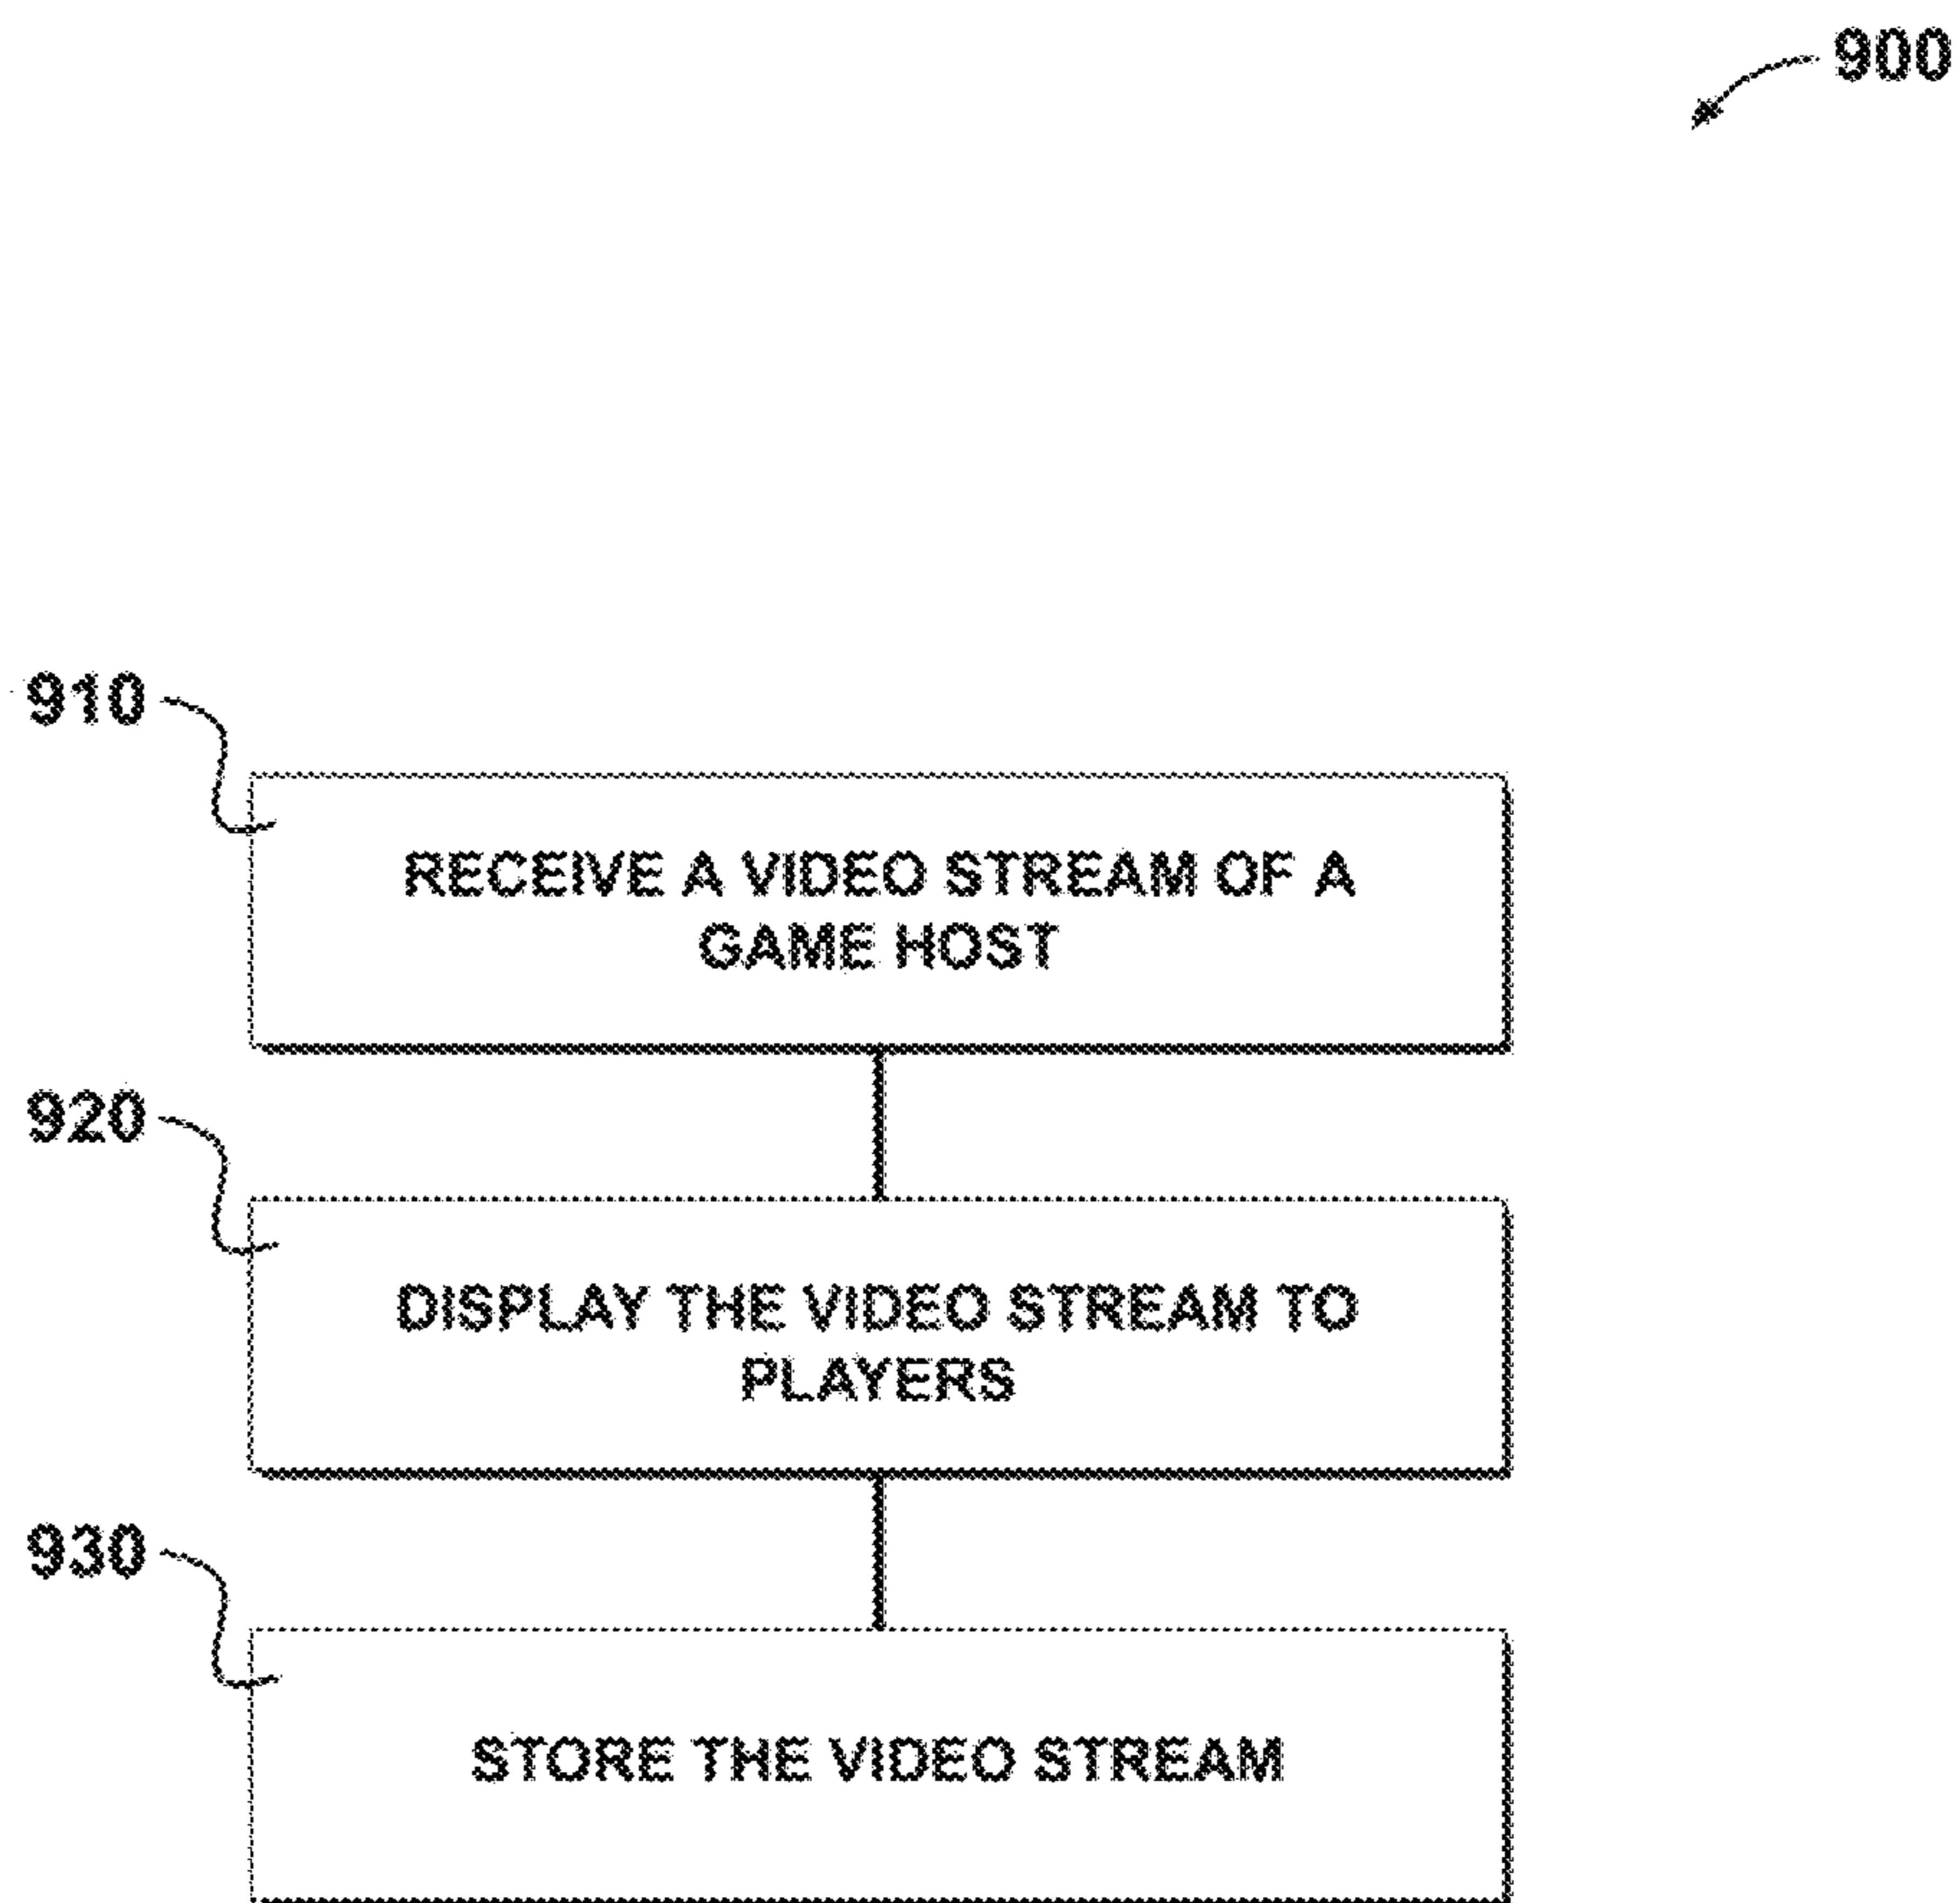 900
910
RECEIVE A VIDEO STREAM OF A
GAME HOST
920
DISPLAY THE VIDEO STREAM TO
PLAYERS
930
STORE THE VIDEO STREAM